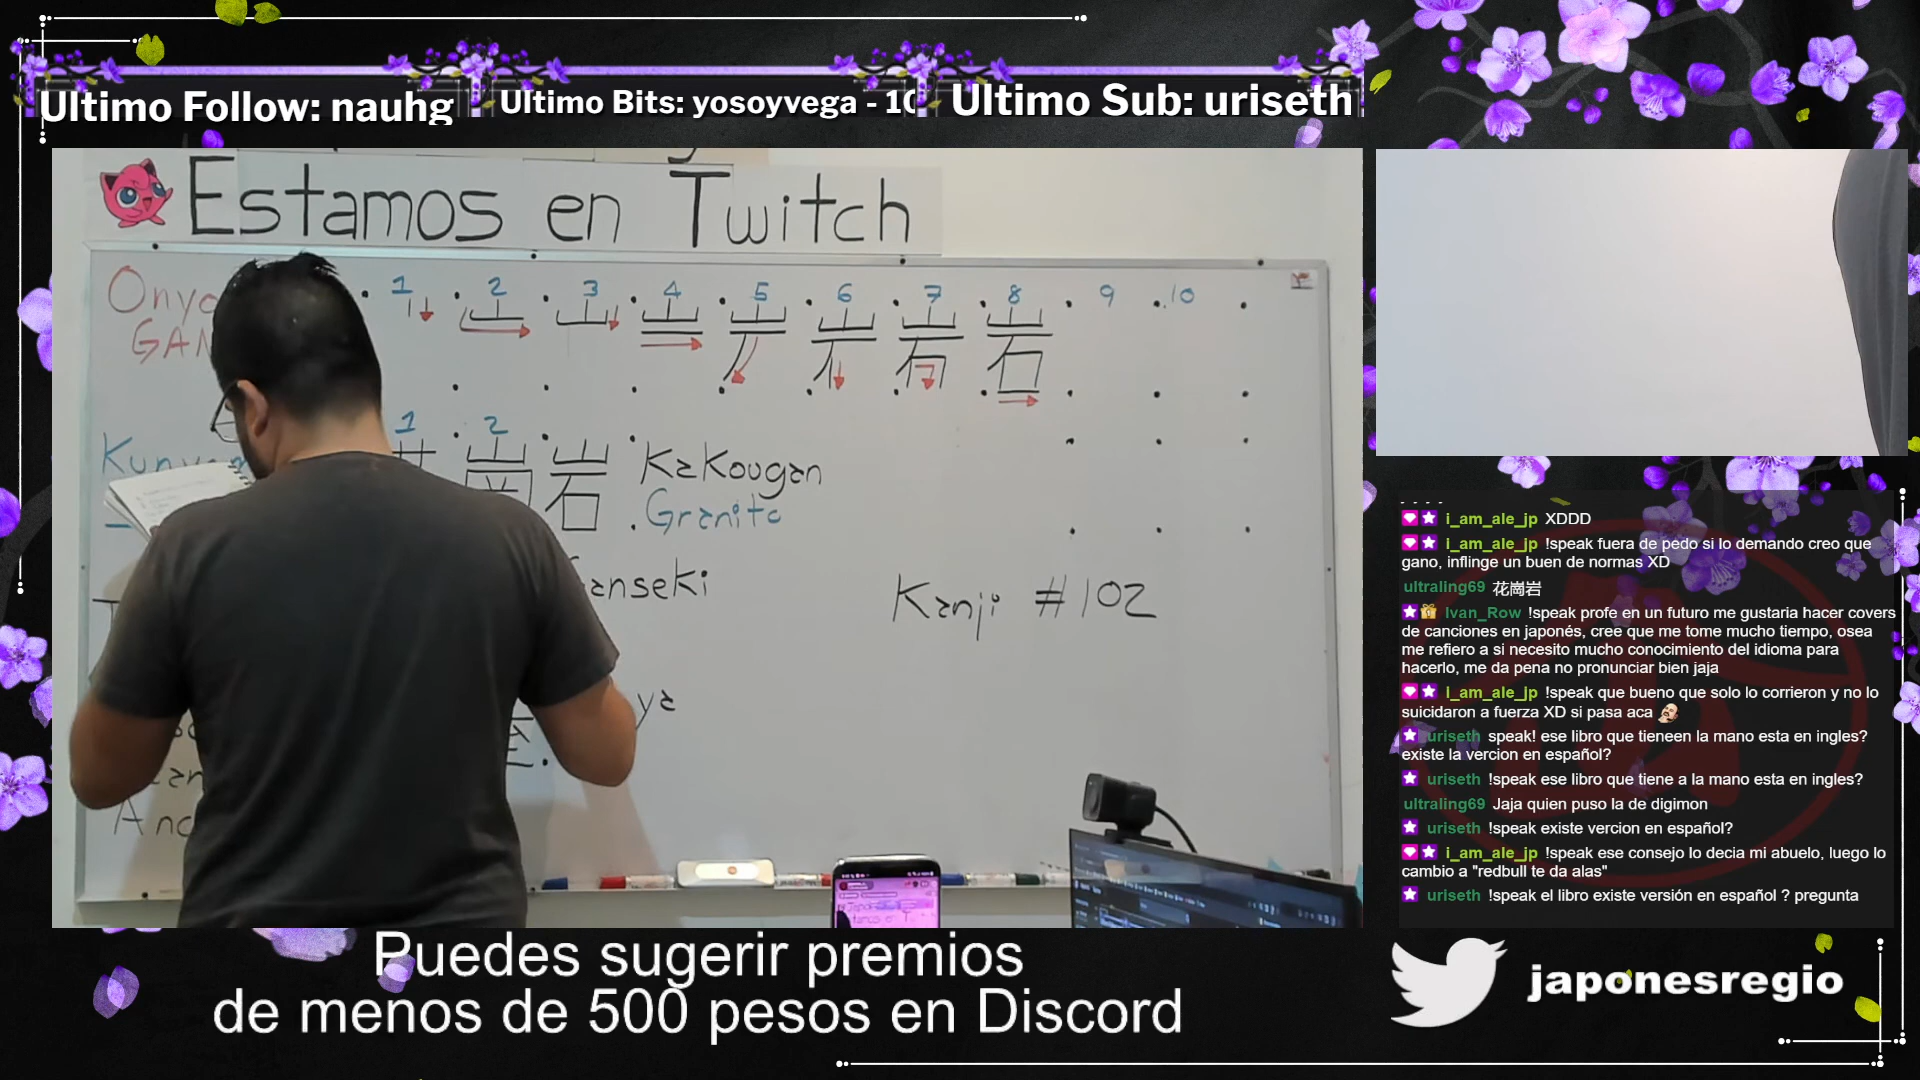 Ultimo Follow: nauhg
Ultimo Bits: yosoyvega - 10
Ultimo Sub: uriseth
Estamos en Twitch
1 2 3 4 5 6 7 8 9 10
GAN
1 2
岩 Kakougan
Granito
anseki
Kanji #102
ya
i_am_ale_jp XDDD
i_am_ale_jp !speak fuera de pedo si lo demando creo que
gano, inflinge un buen de normas XD
ultraling69 花崗岩
Ivan_Row !speak profe en un futuro me gustaria hacer covers
de canciones en japonés, cree que me tome mucho tiempo, osea
me refiero a si necesito mucho conocimiento del idioma para
hacerlo, me da pena no pronunciar bien jaja
i_am_ale_jp !speak que bueno que solo lo corrieron y no lo
suicidaron a fuerza XD si pasa aca
uriseth speak! ese libro que tieneen la mano esta en ingles?
existe la vercion en español?
uriseth !speak ese libro que tiene a la mano esta en ingles?
ultraling69 Jaja quien puso la de digimon
uriseth !speak existe vercion en español?
i_am_ale_jp !speak ese consejo lo decia mi abuelo, luego lo
cambio a "redbull te da alas"
uriseth !speak el libro existe versión en español ? pregunta
Puedes sugerir premios
de menos de 500 pesos en Discord
japonesregio